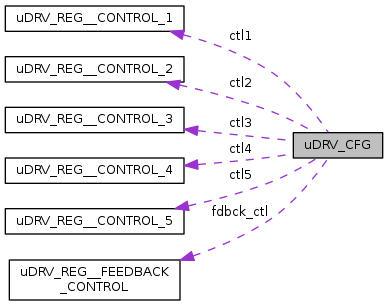 uDRV_REG__CONTROL_1
ctl1
uDRV_REG__CONTROL_2
ctl2
uDRV_REG__CONTROL_3
ctl3
uDRV_CFG
ctl4
uDRV_REG__CONTROL_4
ctl5
uDRV_REG__CONTROL_5
fdbck_ctl
uDRV_REG__FEEDBACK
_CONTROL